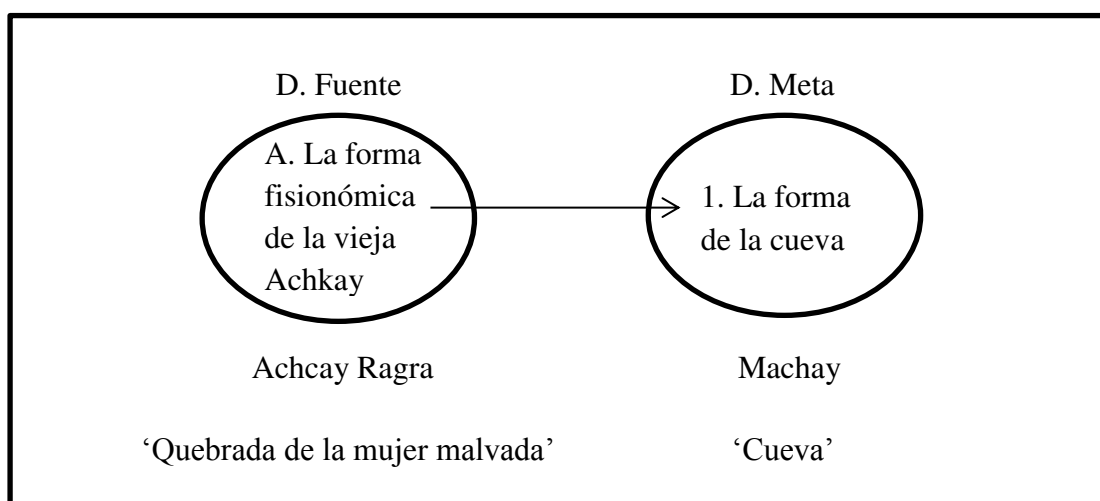 D. Fuente
D. Meta
A. La forma
fisionómica
de la vieja
Achkay
1. La forma
de la cueva
Achcay Ragra
Machay
‘Quebrada de la mujer malvada’
‘Cueva’